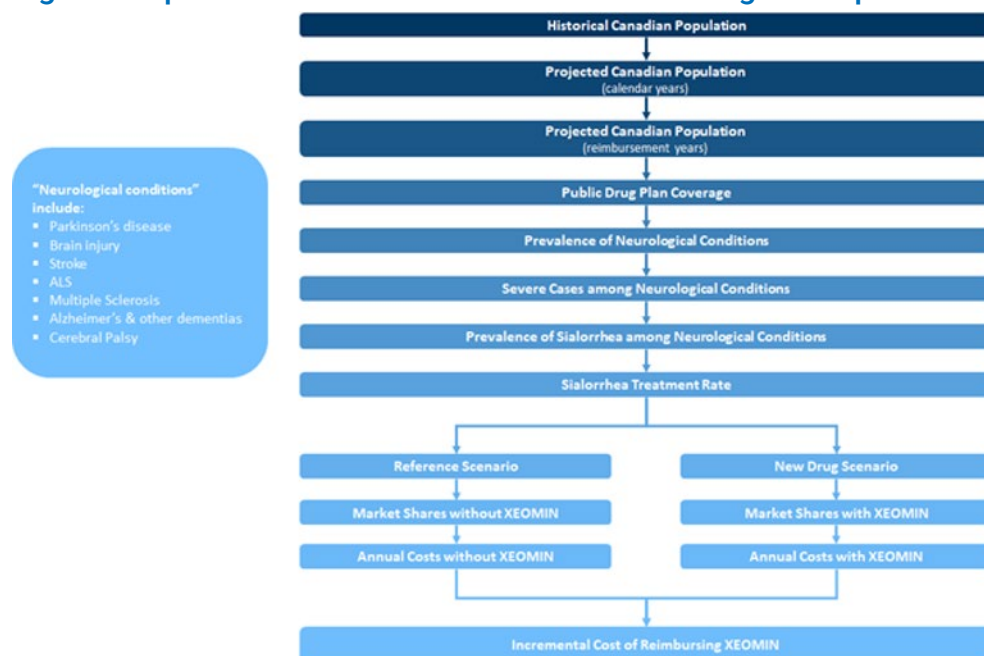 Historical Canadian Population
Projected Canadian Population
(calendar years)
Projected Canadian Population
(reimbursement years)
"Neurological conditions"
include:
▪ Parkinson's disease
▪ Brain injury
▪ Stroke
▪ ALS
▪ Multiple Sclerosis
▪ Alzheimer's & other dementias
▪ Cerebral Palsy
Public Drug Plan Coverage
Prevalence of Neurological Conditions
Severe Cases among Neurological Conditions
Prevalence of Sialorrhea among Neurological Conditions
Sialorrhea Treatment Rate
Reference Scenario
New Drug Scenario
Market Shares without XEOMIN
Market Shares with XEOMIN
Annual Costs without XEOMIN
Annual Costs with XEOMIN
Incremental Cost of Reimbursing XEOMIN